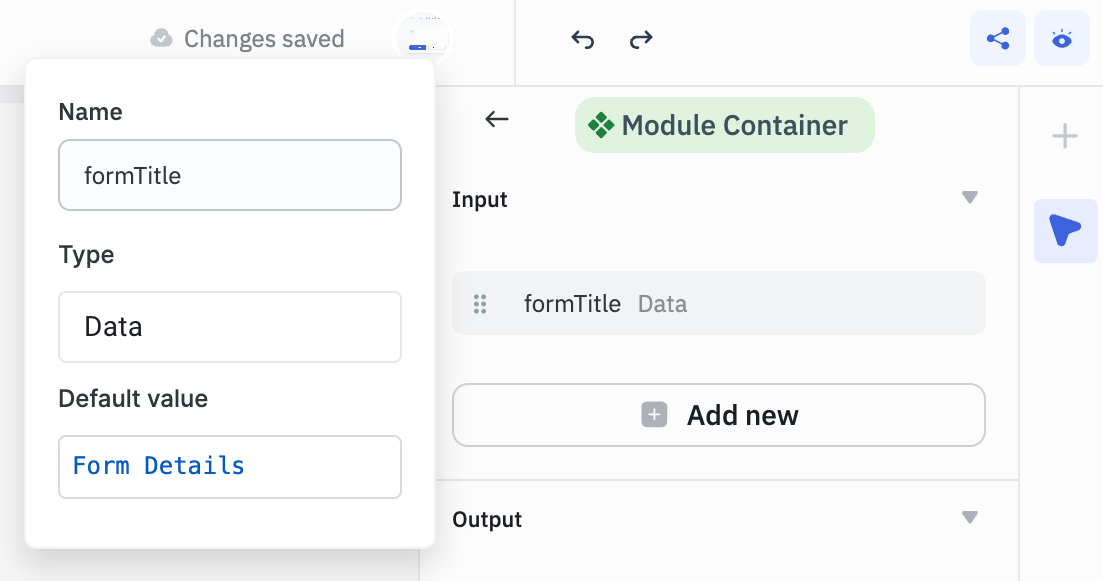 Changes saved
Name
formTitle
Type
Data
Default value
Form Details
Module Container
Input
formTitle Data
Add new
Output